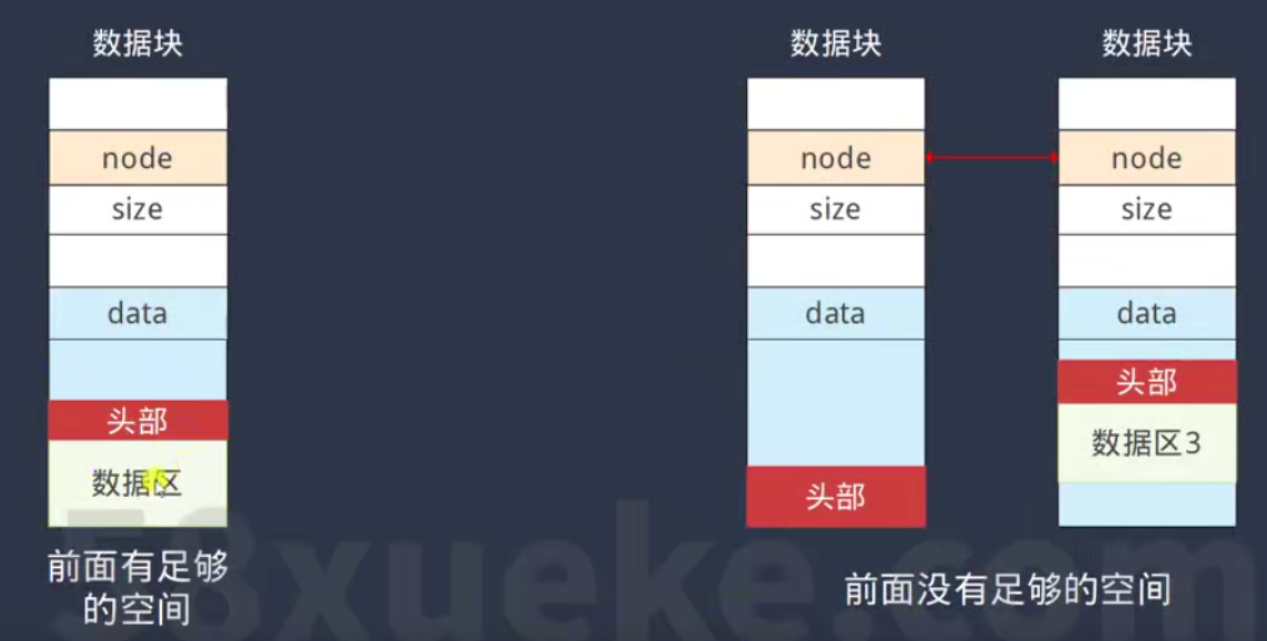 数据块
node
size
data
头部
数据区
前面有足够
的空间
数据块
node
size
data
头部
数据块
node
size
data
头部
数据区3
前面没有足够的空间
58xueke.com